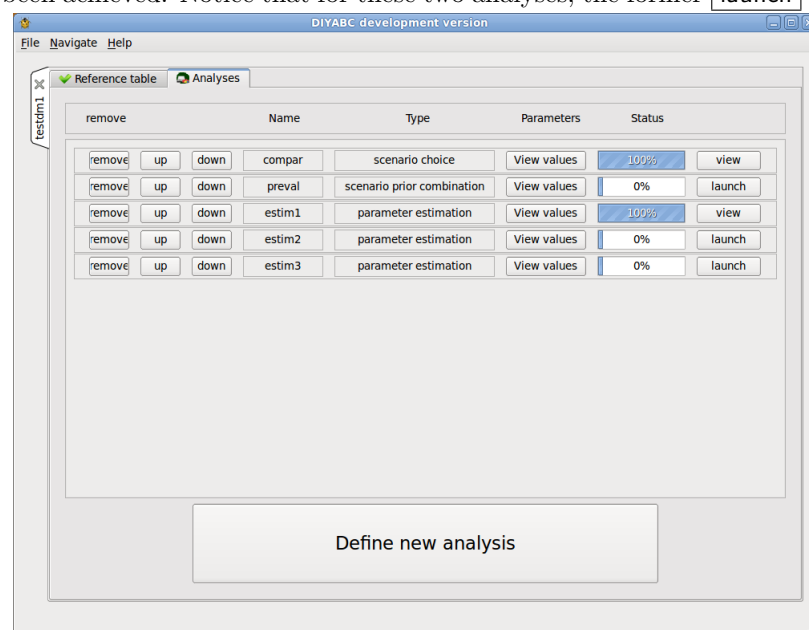 been achieved. Notice that for these two analyses, the former launch
DIYABC development version
File Navigate Help
testdm1
Reference table Analyses
remove Name Type Parameters Status
remove up down compar scenario choice View values 100% view
remove up down preval scenario prior combination View values 0% launch
remove up down estim1 parameter estimation View values 100% view
remove up down estim2 parameter estimation View values 0% launch
remove up down estim3 parameter estimation View values 0% launch
Define new analysis